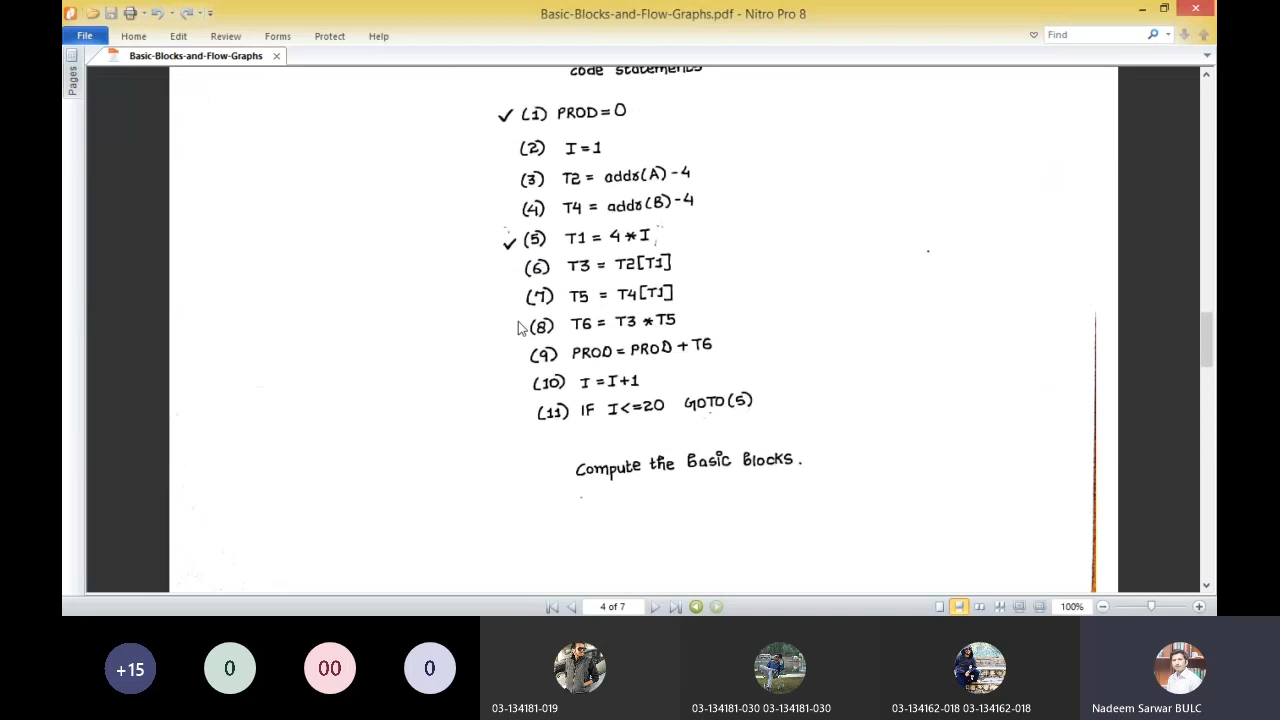 Basic-Blocks-and-Flow-Graphs.pdf - Nitro Pro 8
File Home Edit Review Forms Protect Help Find
Basic-Blocks-and-Flow-Graphs
Pages
code statements
✓ (1) PROD = 0
(2) I = 1
(3) T2 = addr(A) - 4
(4) T4 = addr(B) - 4
✓ (5) T1 = 4 * I
(6) T3 = T2[T1]
(7) T5 = T4[T1]
(8) T6 = T3 * T5
(9) PROD = PROD + T6
(10) I = I+1
(11) IF I<=20 GOTO(5)
Compute the Basic Blocks.
4 of 7 100%
+15 0 00 0
03-134181-019 03-134181-030 03-134181-030 03-134162-018 03-134162-018 Nadeem Sarwar BULC